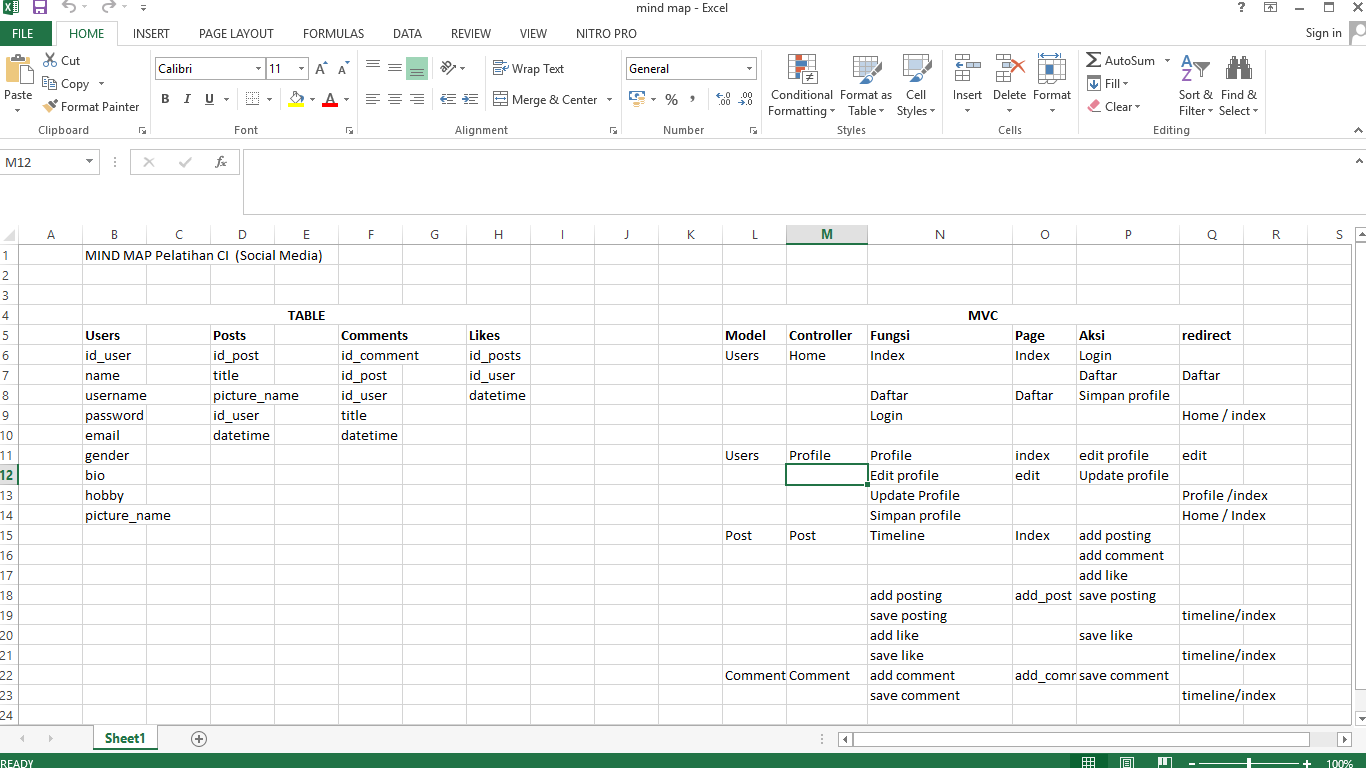 mind map - Excel
FILE HOME INSERT PAGE LAYOUT FORMULAS DATA REVIEW VIEW NITRO PRO Sign in
Paste Cut Copy Format Painter
Calibri 11
B I U
Wrap Text
Merge & Center
General
%
Conditional Formatting Format as Table Cell Styles
Insert Delete Format
AutoSum Fill Clear
Sort & Filter Find & Select
Clipboard Font Alignment Number Styles Cells Editing
M12 fx
A B C D E F G H I J K L M N O P Q R S
1 MIND MAP Pelatihan CI (Social Media)
2
3
4 TABLE MVC
5 Users Posts Comments Likes Model Controller Fungsi Page Aksi redirect
6 id_user id_post id_comment id_posts Users Home Index Index Login
7 name title id_post id_user Daftar Daftar
8 username picture_name id_user datetime Daftar Daftar Simpan profile
9 password id_user title Login Home / index
10 email datetime datetime
11 gender Users Profile Profile index edit profile edit
12 bio Edit profile edit Update profile
13 hobby Update Profile Profile /index
14 picture_name Simpan profile Home / Index
15 Post Post Timeline Index add posting
16 add comment
17 add like
18 add posting add_post save posting
19 save posting timeline/index
20 add like save like
21 save like timeline/index
22 Comment Comment add comment add_comm save comment
23 save comment timeline/index
24
Sheet1
READY 100%